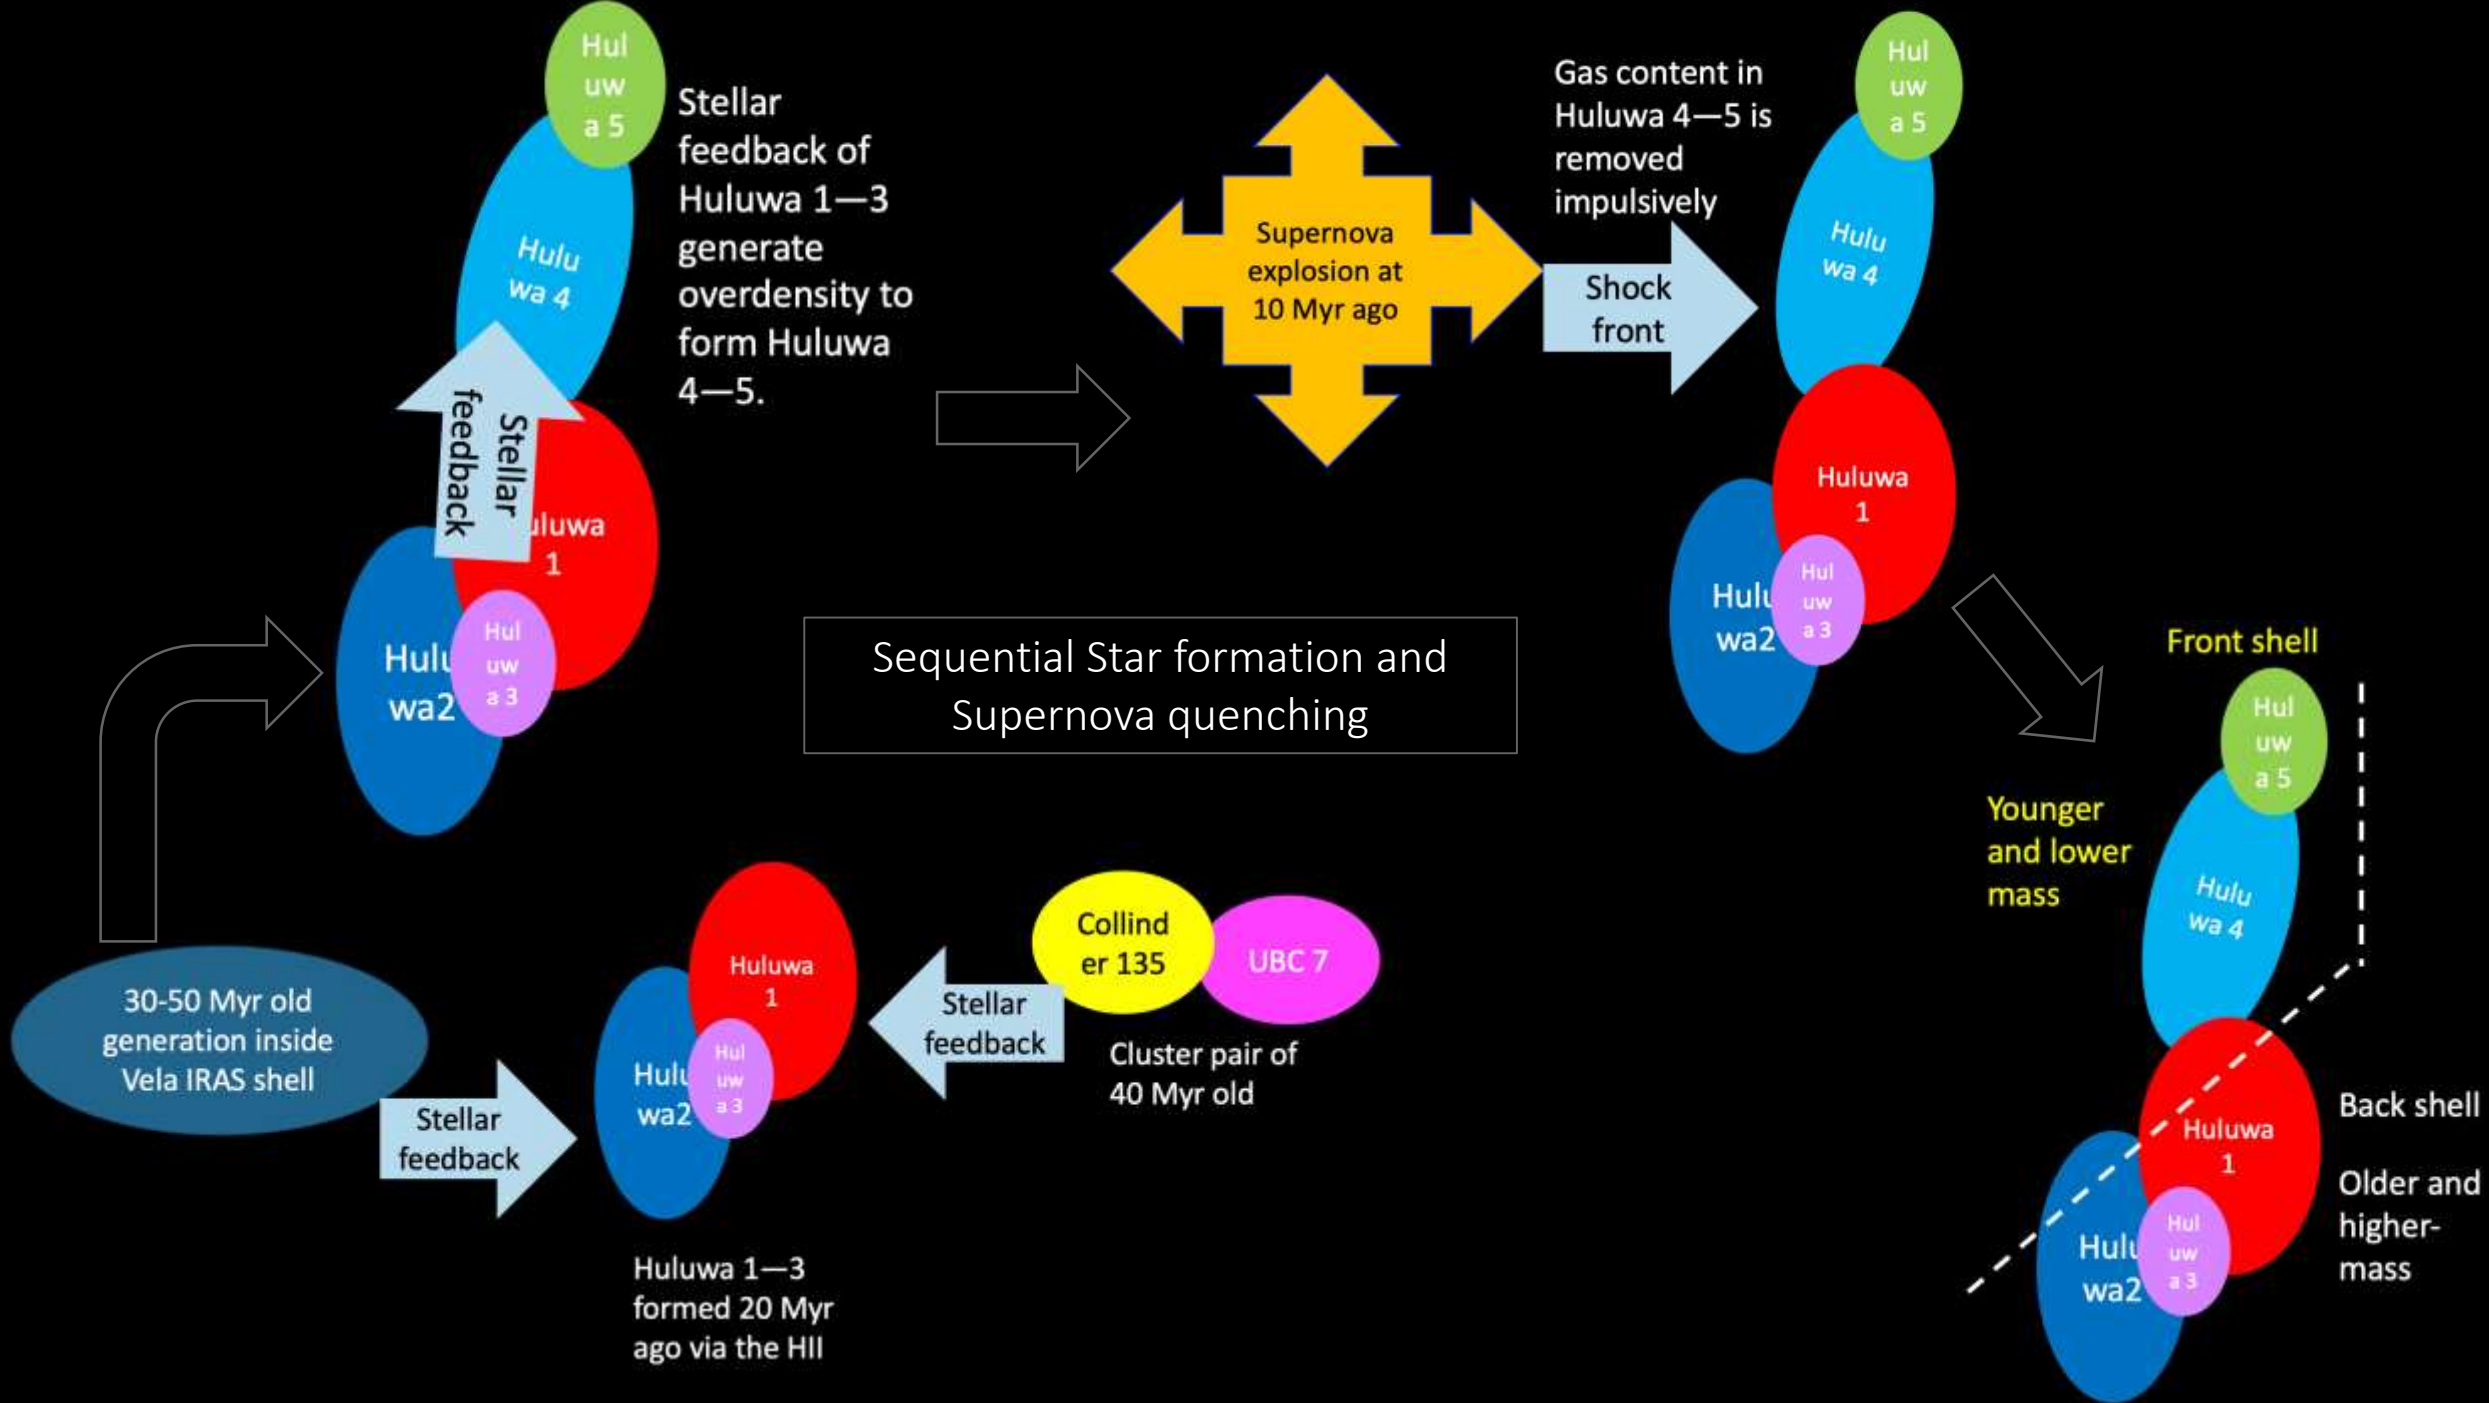 Hul
uw
a 5
Hulu
wa 4
Stellar
feedback
uluwa
1
Hulu
wa2
Hul
uw
a 3
Stellar
feedback of
Huluwa 1—3
generate
overdensity to
form Huluwa
4—5.
Supernova
explosion at
10 Myr ago
Gas content in
Huluwa 4—5 is
removed
impulsively
Shock
front
Hul
uw
a 5
Hulu
wa 4
Huluwa
1
Hulu
wa2
Hul
uw
a 3
Sequential Star formation and
Supernova quenching
Front shell
Hul
uw
a 5
Younger
and lower
mass
Hulu
wa 4
Huluwa
1
Hulu
wa2
Hul
uw
a 3
Back shell
Older and
higher-
mass
30-50 Myr old
generation inside
Vela IRAS shell
Stellar
feedback
Huluwa
1
Hulu
wa2
Hul
uw
a 3
Stellar
feedback
Collind
er 135
UBC 7
Cluster pair of
40 Myr old
Huluwa 1—3
formed 20 Myr
ago via the HII